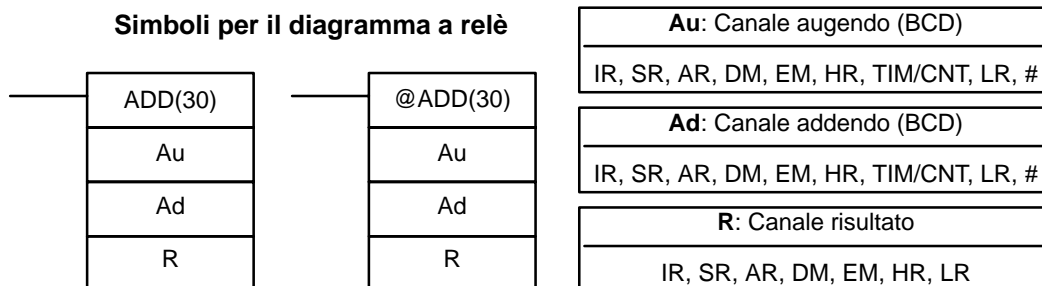 Simboli per il diagramma a relè
ADD(30)
Au
Ad
R
@ADD(30)
Au
Ad
R
Au: Canale augendo (BCD)
IR, SR, AR, DM, EM, HR, TIM/CNT, LR, #
Ad: Canale addendo (BCD)
IR, SR, AR, DM, EM, HR, TIM/CNT, LR, #
R: Canale risultato
IR, SR, AR, DM, EM, HR, LR